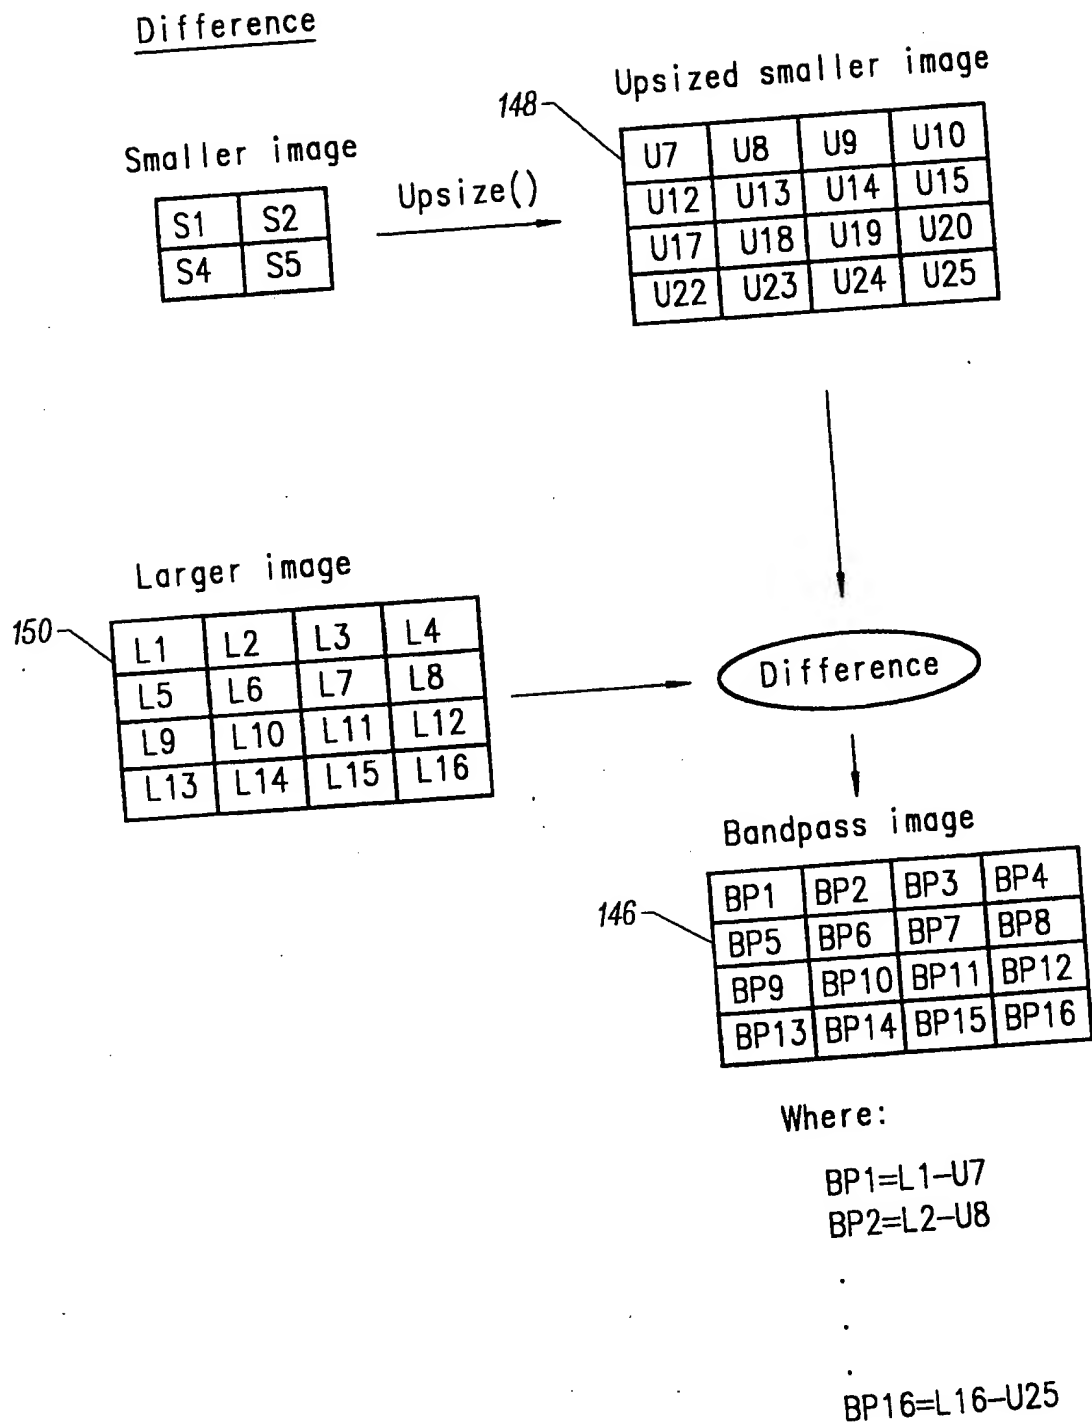 Difference
Upsized smaller image
148
U7 U8 U9 U10
U12 U13 U14 U15
U17 U18 U19 U20
U22 U23 U24 U25
Smaller image
S1 S2
S4 S5
Upsize()
Larger image
150
L1 L2 L3 L4
L5 L6 L7 L8
L9 L10 L11 L12
L13 L14 L15 L16
Difference
Bandpass image
146
BP1 BP2 BP3 BP4
BP5 BP6 BP7 BP8
BP9 BP10 BP11 BP12
BP13 BP14 BP15 BP16
Where:
BP1=L1-U7
BP2=L2-U8
.
.
.
BP16=L16-U25